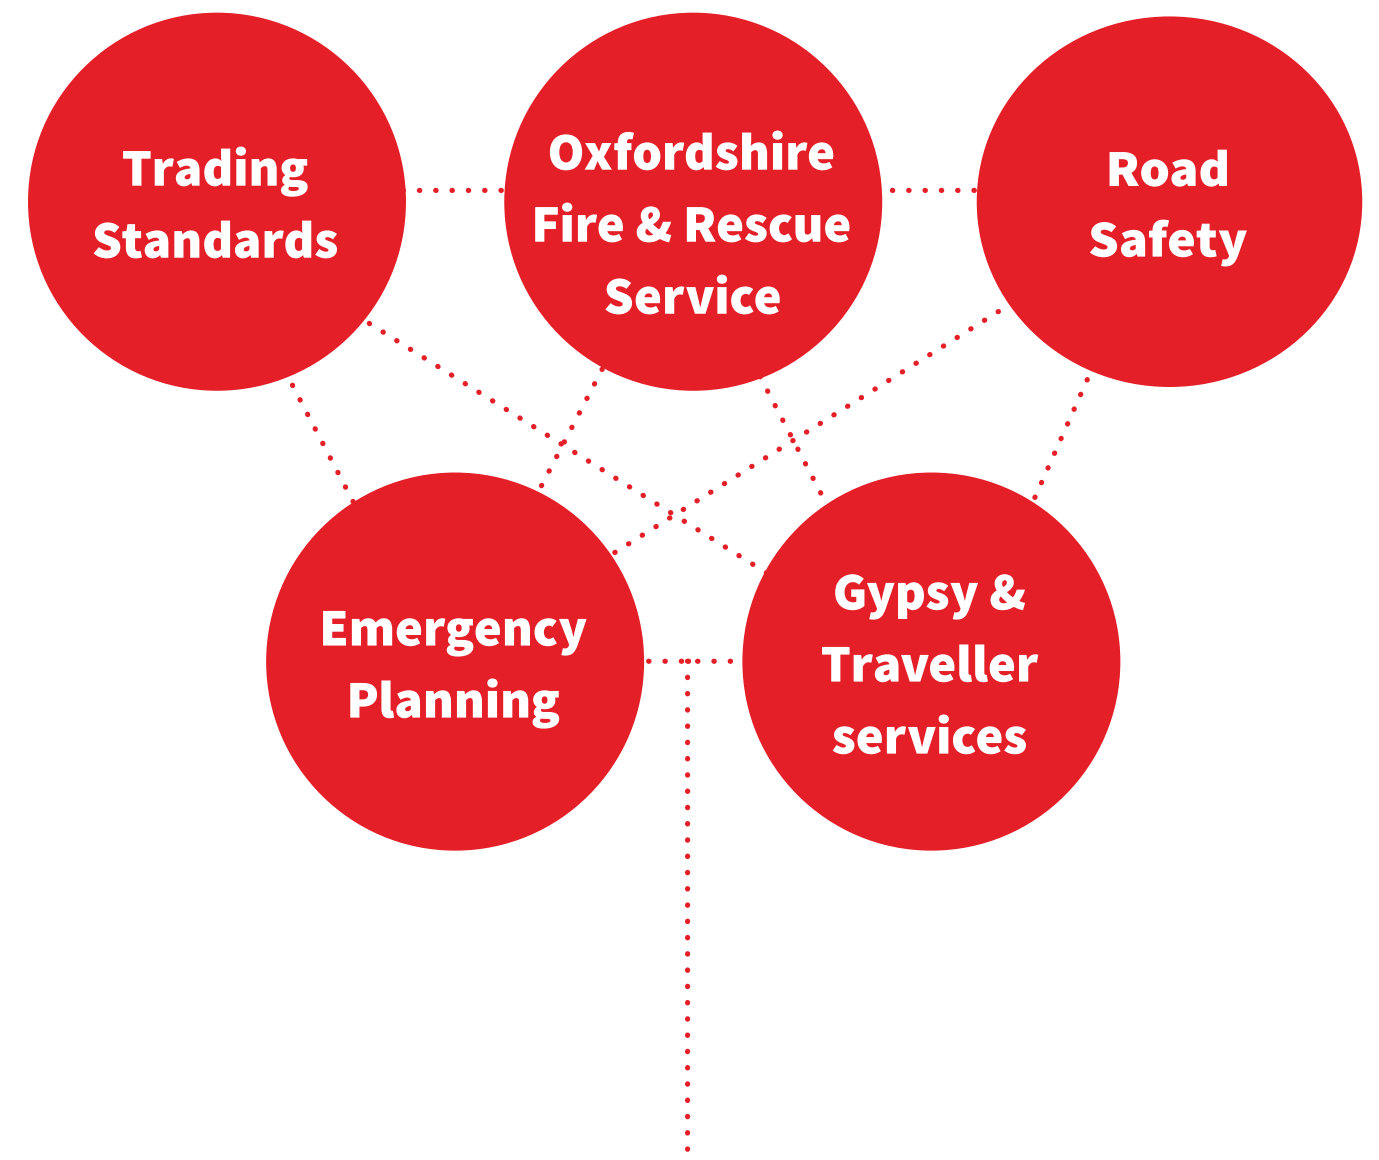 Trading
Standards
Oxfordshire
Fire & Rescue
Service
Road
Safety
Emergency
Planning
Gypsy &
Traveller
services